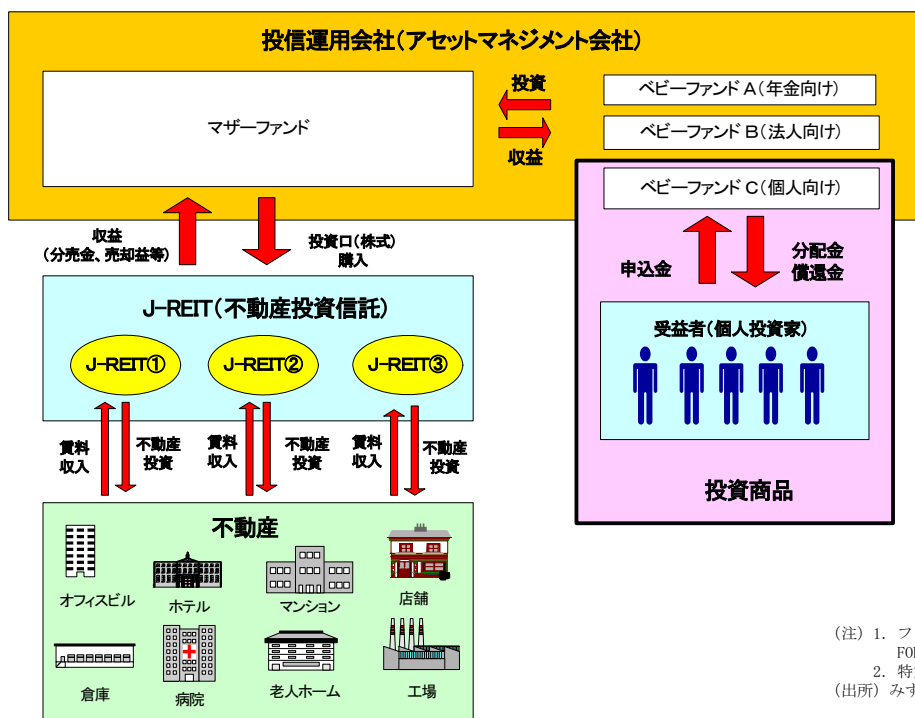 投信運用会社(アセットマネジメント会社)
マザーファンド
投資
収益
ベビーファンド A(年金向け)
ベビーファンド B(法人向け)
ベビーファンド C(個人向け)
収益
(分売金、売却益等)
投資口(株式)
購入
申込金
分配金
償還金
J-REIT(不動産投資信託)
J-REIT①
J-REIT②
J-REIT③
受益者(個人投資家)
賃料
収入
不動産
投資
賃料
収入
不動産
投資
賃料
収入
不動産
投資
投資商品
不動産
オフィスビル
ホテル
マンション
店舗
倉庫
病院
老人ホーム
工場
(注) 1. フ
2. 特
(出所) みず